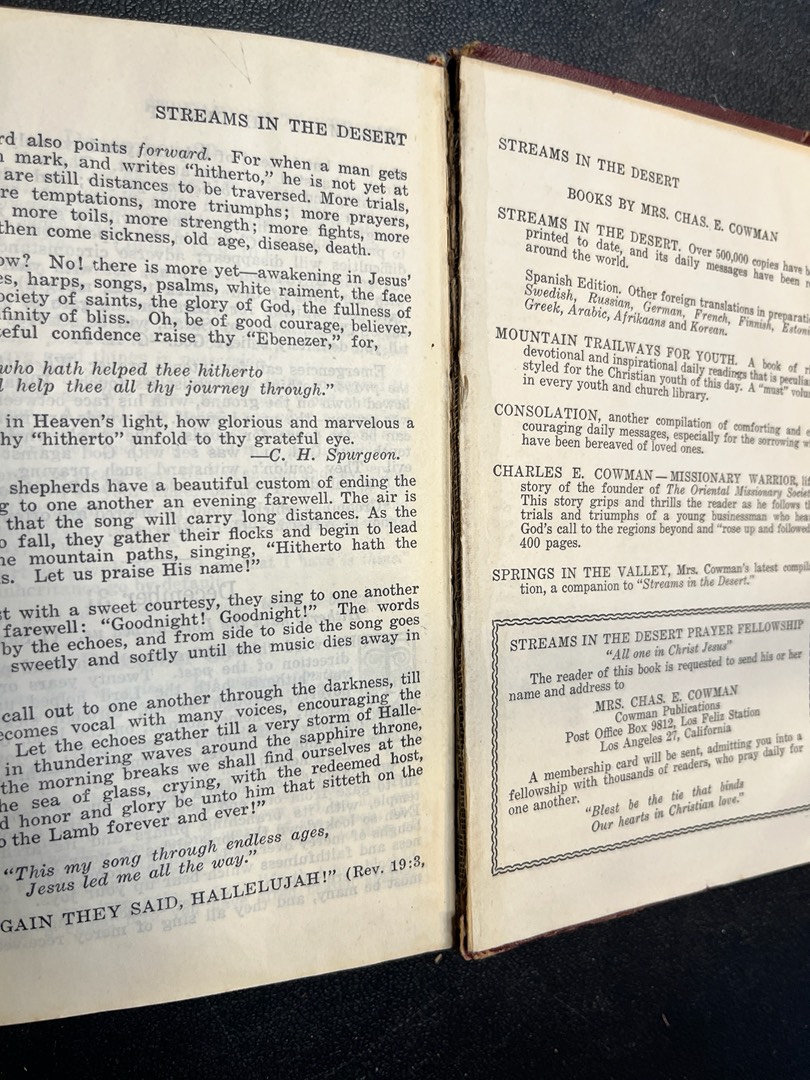 STREAMS IN THE DESERT
also points forward. For when a man gets
mark, and writes "hitherto," he is not yet at
are still distances to be traversed. More trials,
temptations, more triumphs; more prayers,
more toils, more strength; more fights, more
then come sickness, old age, disease, death.
No! there is more yet—awakening in Jesus'
harps, songs, psalms, white raiment, the face
of saints, the glory of God, the fullness of
of bliss. Oh, be of good courage, believer,
confidence raise thy "Ebenezer," for,
who hath helped thee hitherto
help thee all thy journey through."
in Heaven's light, how glorious and marvelous a
thy "hitherto" unfold to thy grateful eye.
—C. H. Spurgeon.
shepherds have a beautiful custom of ending the
to one another an evening farewell. The air is
that the song will carry long distances. As the
fall, they gather their flocks and begin to lead
mountain paths, singing, "Hitherto hath the
Let us praise His name!"
with a sweet courtesy, they sing to one another
farewell: "Goodnight! Goodnight!" The words
by the echoes, and from side to side the song goes
sweetly and softly until the music dies away in
call out to one another through the darkness, till
vocal with many voices, encouraging the
Let the echoes gather till a very storm of Halle-
in thundering waves around the sapphire throne,
the morning breaks we shall find ourselves at the
sea of glass, crying, with the redeemed host,
honor and glory be unto him that sitteth on the
the Lamb forever and ever!"
"This my song through endless ages,
Jesus led me all the way."
THEY SAID, HALLELUJAH!" (Rev. 19:3,
STREAMS IN THE DESERT
BOOKS BY MRS. CHAS. E. COWMAN
STREAMS IN THE DESERT. Over 500,000 copies have
printed to date, and its daily messages have been
around the world.
Spanish Edition. Other foreign translations in
Swedish, Russian, German, French, Finnish,
Greek, Arabic, Afrikaans and Korean.
MOUNTAIN TRAILWAYS FOR YOUTH. A book of
devotional and inspirational daily readings that is
styled for the Christian youth of this day. A "must"
in every youth and church library.
CONSOLATION, another compilation of comforting and
couraging daily messages, especially for the sorrowing
have been bereaved of loved ones.
CHARLES E. COWMAN—MISSIONARY WARRIOR,
story of the founder of The Oriental Missionary
This story grips and thrills the reader as he follows
trials and triumphs of a young businessman who
God's call to the regions beyond and "rose up and followed
400 pages.
SPRINGS IN THE VALLEY, Mrs. Cowman's latest
tion, a companion to "Streams in the Desert."
STREAMS IN THE DESERT PRAYER FELLOWSHIP
"All one in Christ Jesus"
The reader of this book is requested to send his or her
name and address to
MRS. CHAS. E. COWMAN
Cowman Publications
Post Office Box 9812, Los Feliz Station
Los Angeles 27, California
A membership card will be sent, admitting you into a
fellowship with thousands of readers, who pray daily for
one another.
"Blest be the tie that binds
Our hearts in Christian love."